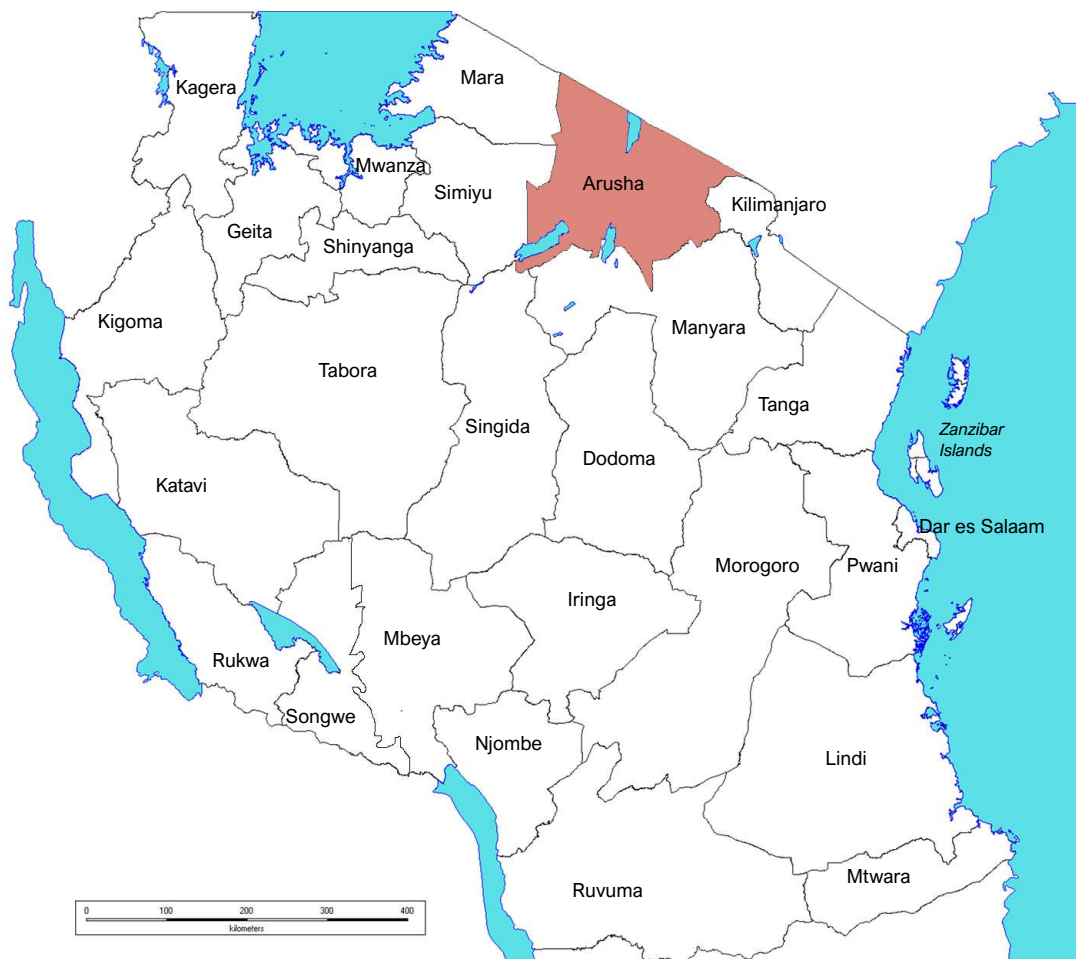 Mara
Kagera
Mwanza
Arusha
Simiyu
Kilimanjaro
Geita
Shinyanga
Kigoma
Manyara
Tabora
Tanga
Singida
Zanzibar
Islands
Dodoma
Katavi
Dar es Salaam
Morogoro
Pwani
Iringa
Mbeya
Rukwa
Songwe
Njombe
Lindi
Mtwara
Ruvuma
0 100 200 300 400
kilometers